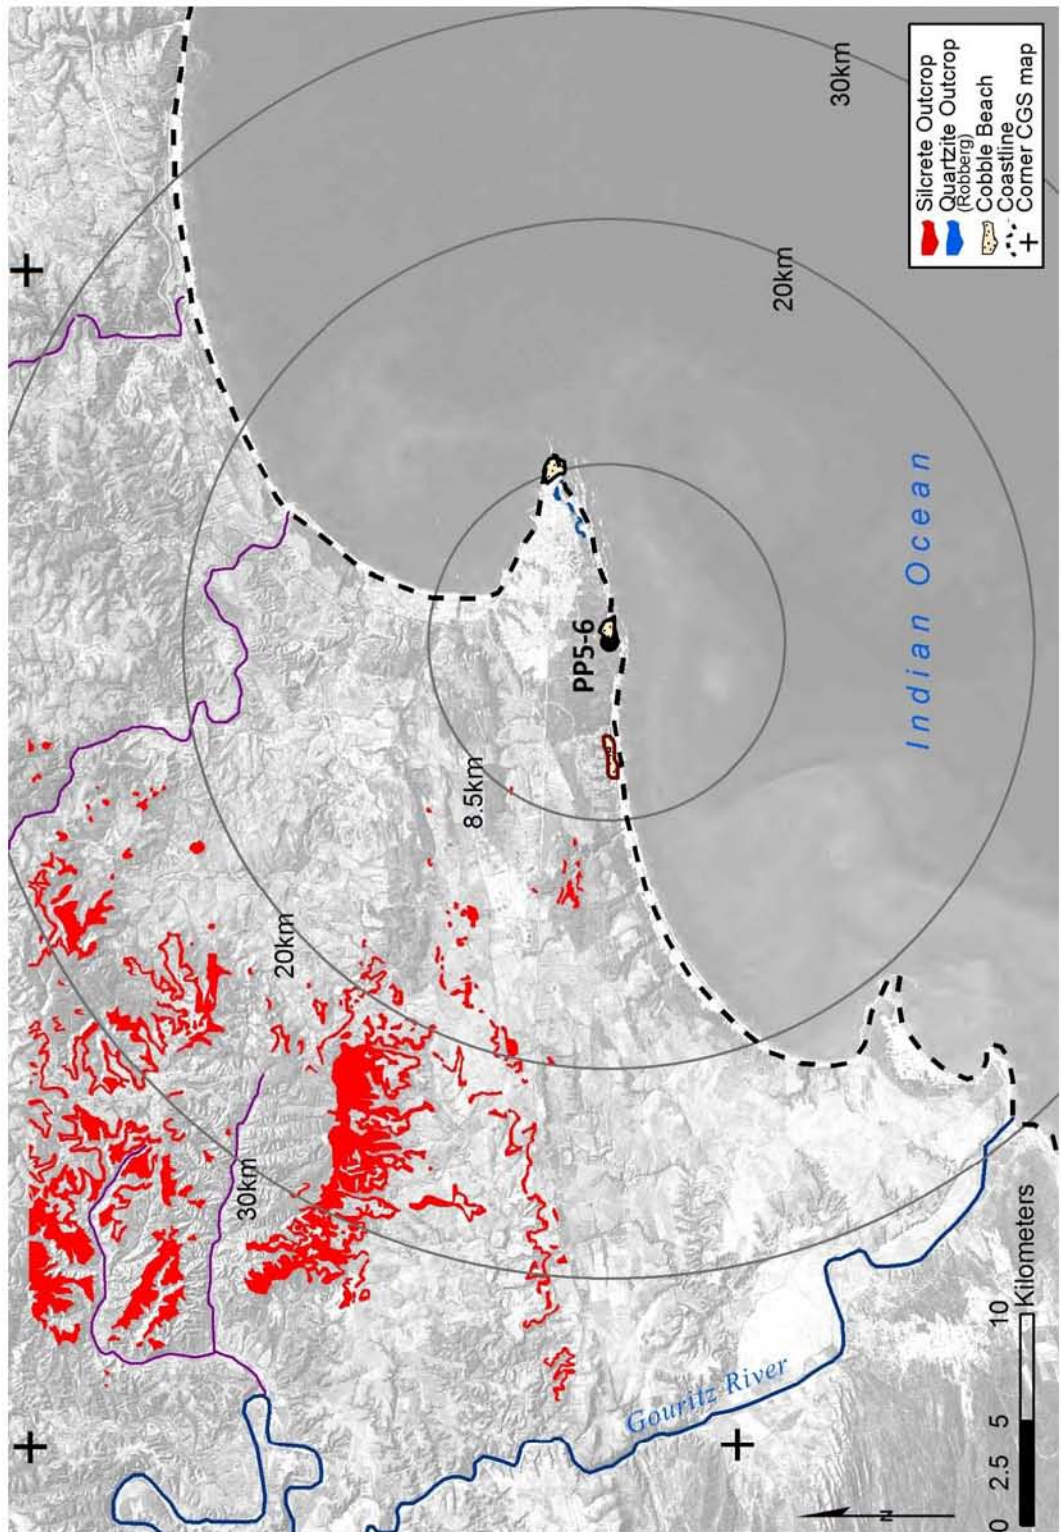 30km
20km
8.5km
20km
30km
PP5-6
Indian Ocean
Gouritz River
Silcrete Outcrop
Quartzite Outcrop
(Robberg)
Cobble Beach
Coastline
Corner CGS map
N
0 2.5 5 10
Kilometers